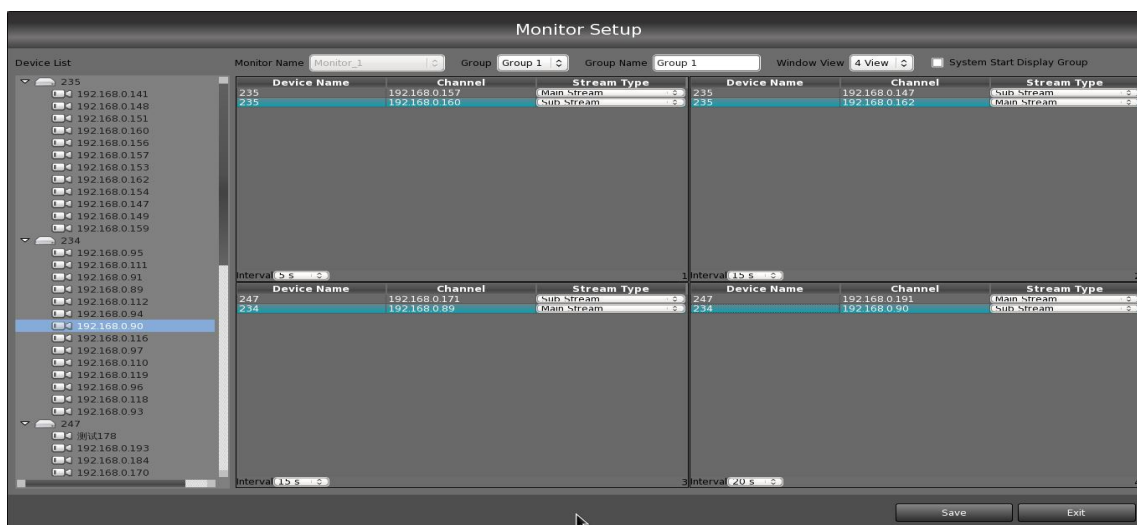 Monitor Setup
Device List
Monitor Name Monitor_1 Group Group 1 Group Name Group 1 Window View 4 View System Start Display Group
235
192.168.0.141
192.168.0.148
192.168.0.151
192.168.0.160
192.168.0.156
192.168.0.157
192.168.0.153
192.168.0.162
192.168.0.154
192.168.0.147
192.168.0.149
192.168.0.159
234
192.168.0.95
192.168.0.111
192.168.0.91
192.168.0.89
192.168.0.112
192.168.0.94
192.168.0.90
192.168.0.116
192.168.0.97
192.168.0.110
192.168.0.119
192.168.0.96
192.168.0.118
192.168.0.93
247
测试178
192.168.0.193
192.168.0.184
192.168.0.170
Device Name Channel Stream Type
235 192.168.0.157 Main Stream
235 192.168.0.160 Sub Stream
Interval 5 s 1
Device Name Channel Stream Type
235 192.168.0.147 Sub Stream
235 192.168.0.162 Main Stream
Interval 15 s
Device Name Channel Stream Type
247 192.168.0.171 Sub Stream
234 192.168.0.89 Main Stream
Interval 15 s 3
Device Name Channel Stream Type
247 192.168.0.191 Main Stream
234 192.168.0.90 Sub Stream
Interval 20 s
Save Exit